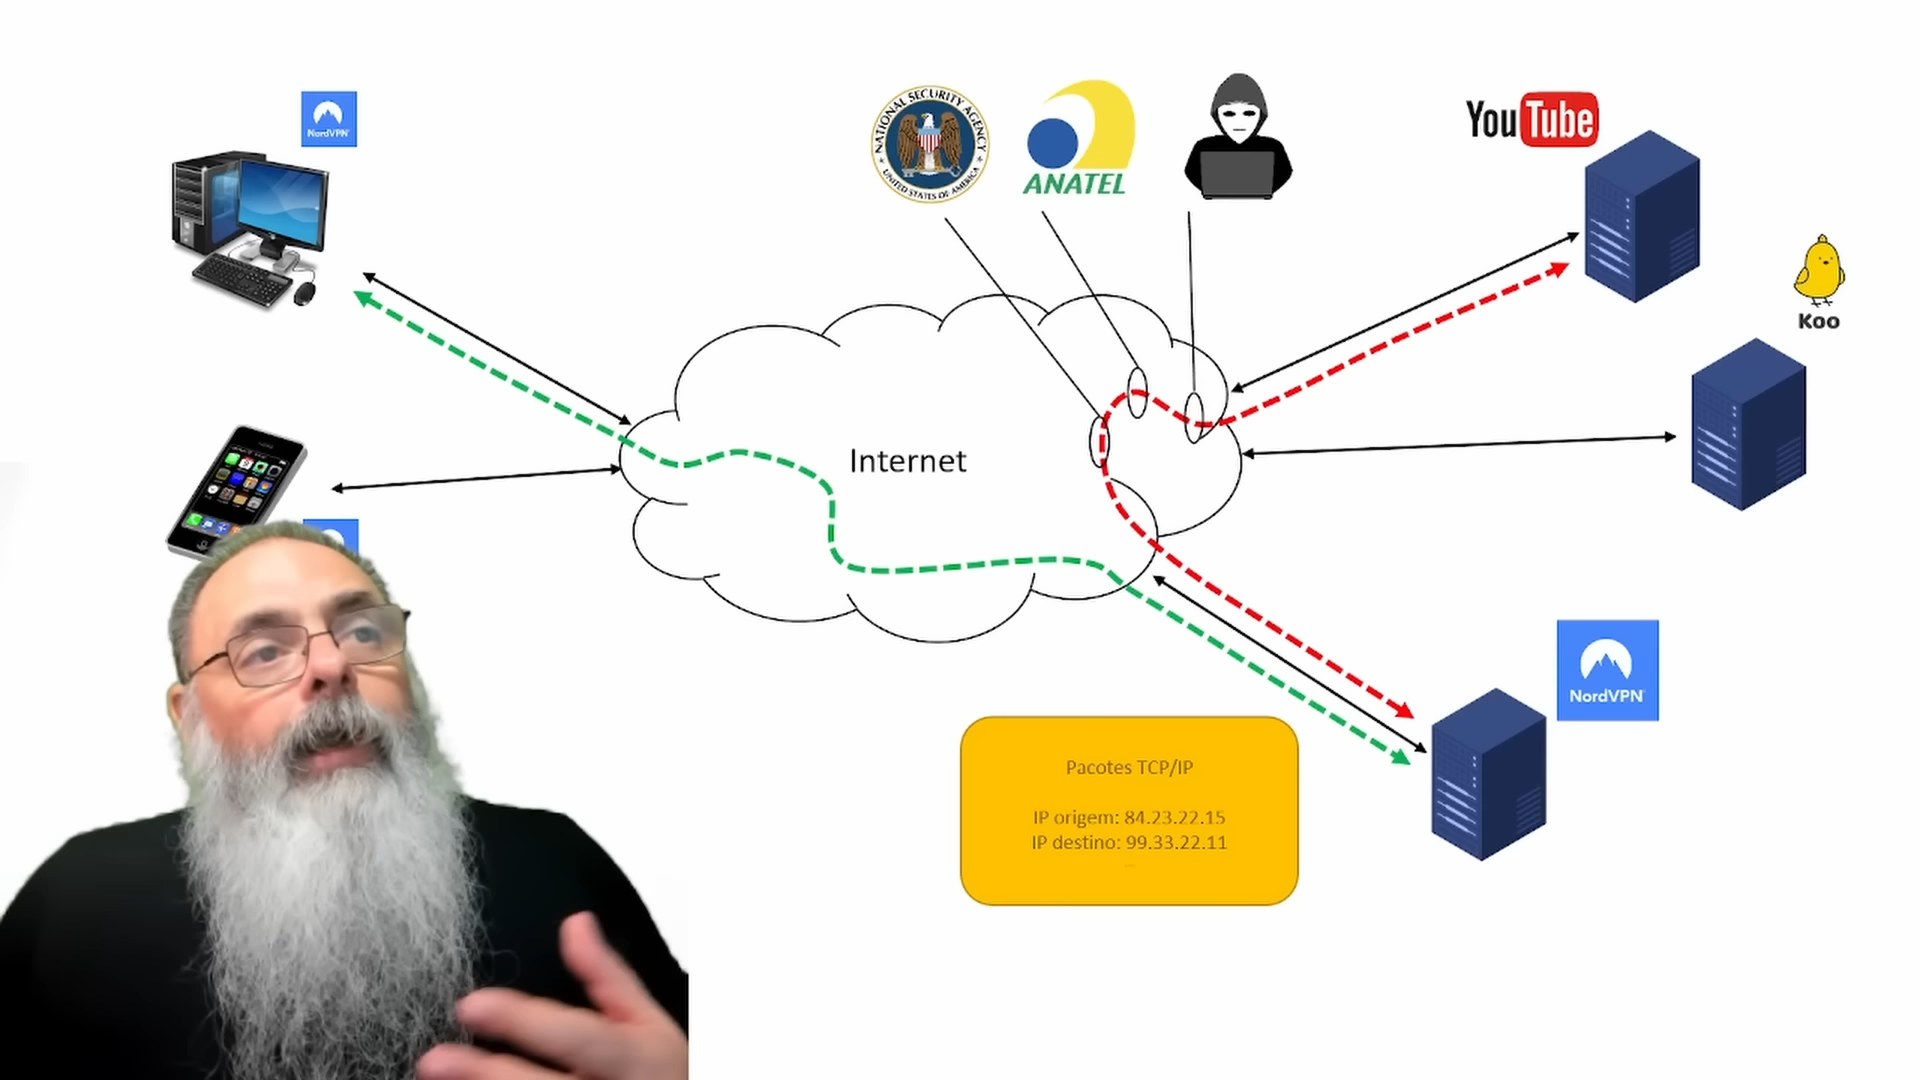 NordVPN
NATIONAL SECURITY AGENCY
UNITED STATES OF AMERICA
ANATEL
YouTube
Koo
Internet
NordVPN
Pacotes TCP/IP
IP origem: 84.23.22.15
IP destino: 99.33.22.11